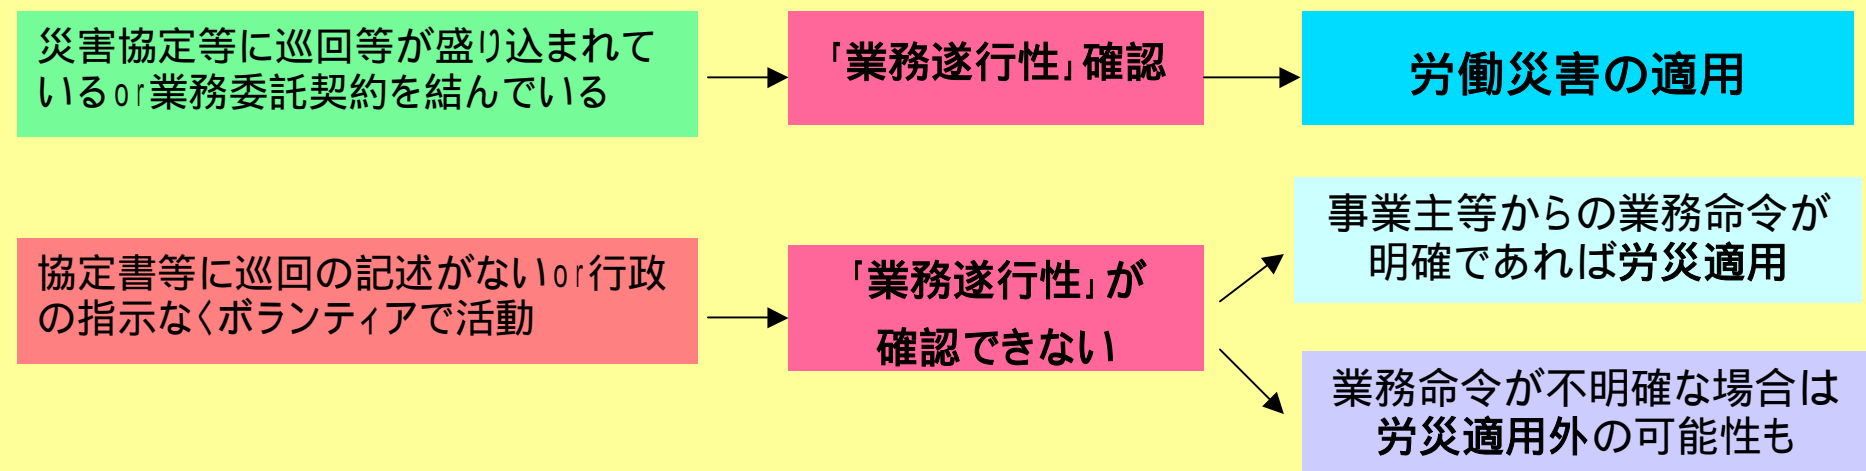 災害協定等に巡回等が盛り込まれて
いるor業務委託契約を結んでいる
「業務遂行性」確認
労働災害の適用
協定書等に巡回の記述がないor行政
の指示なくボランティアで活動
「業務遂行性」が
確認できない
事業主等からの業務命令が
明確であれば労災適用
業務命令が不明確な場合は
労災適用外の可能性も